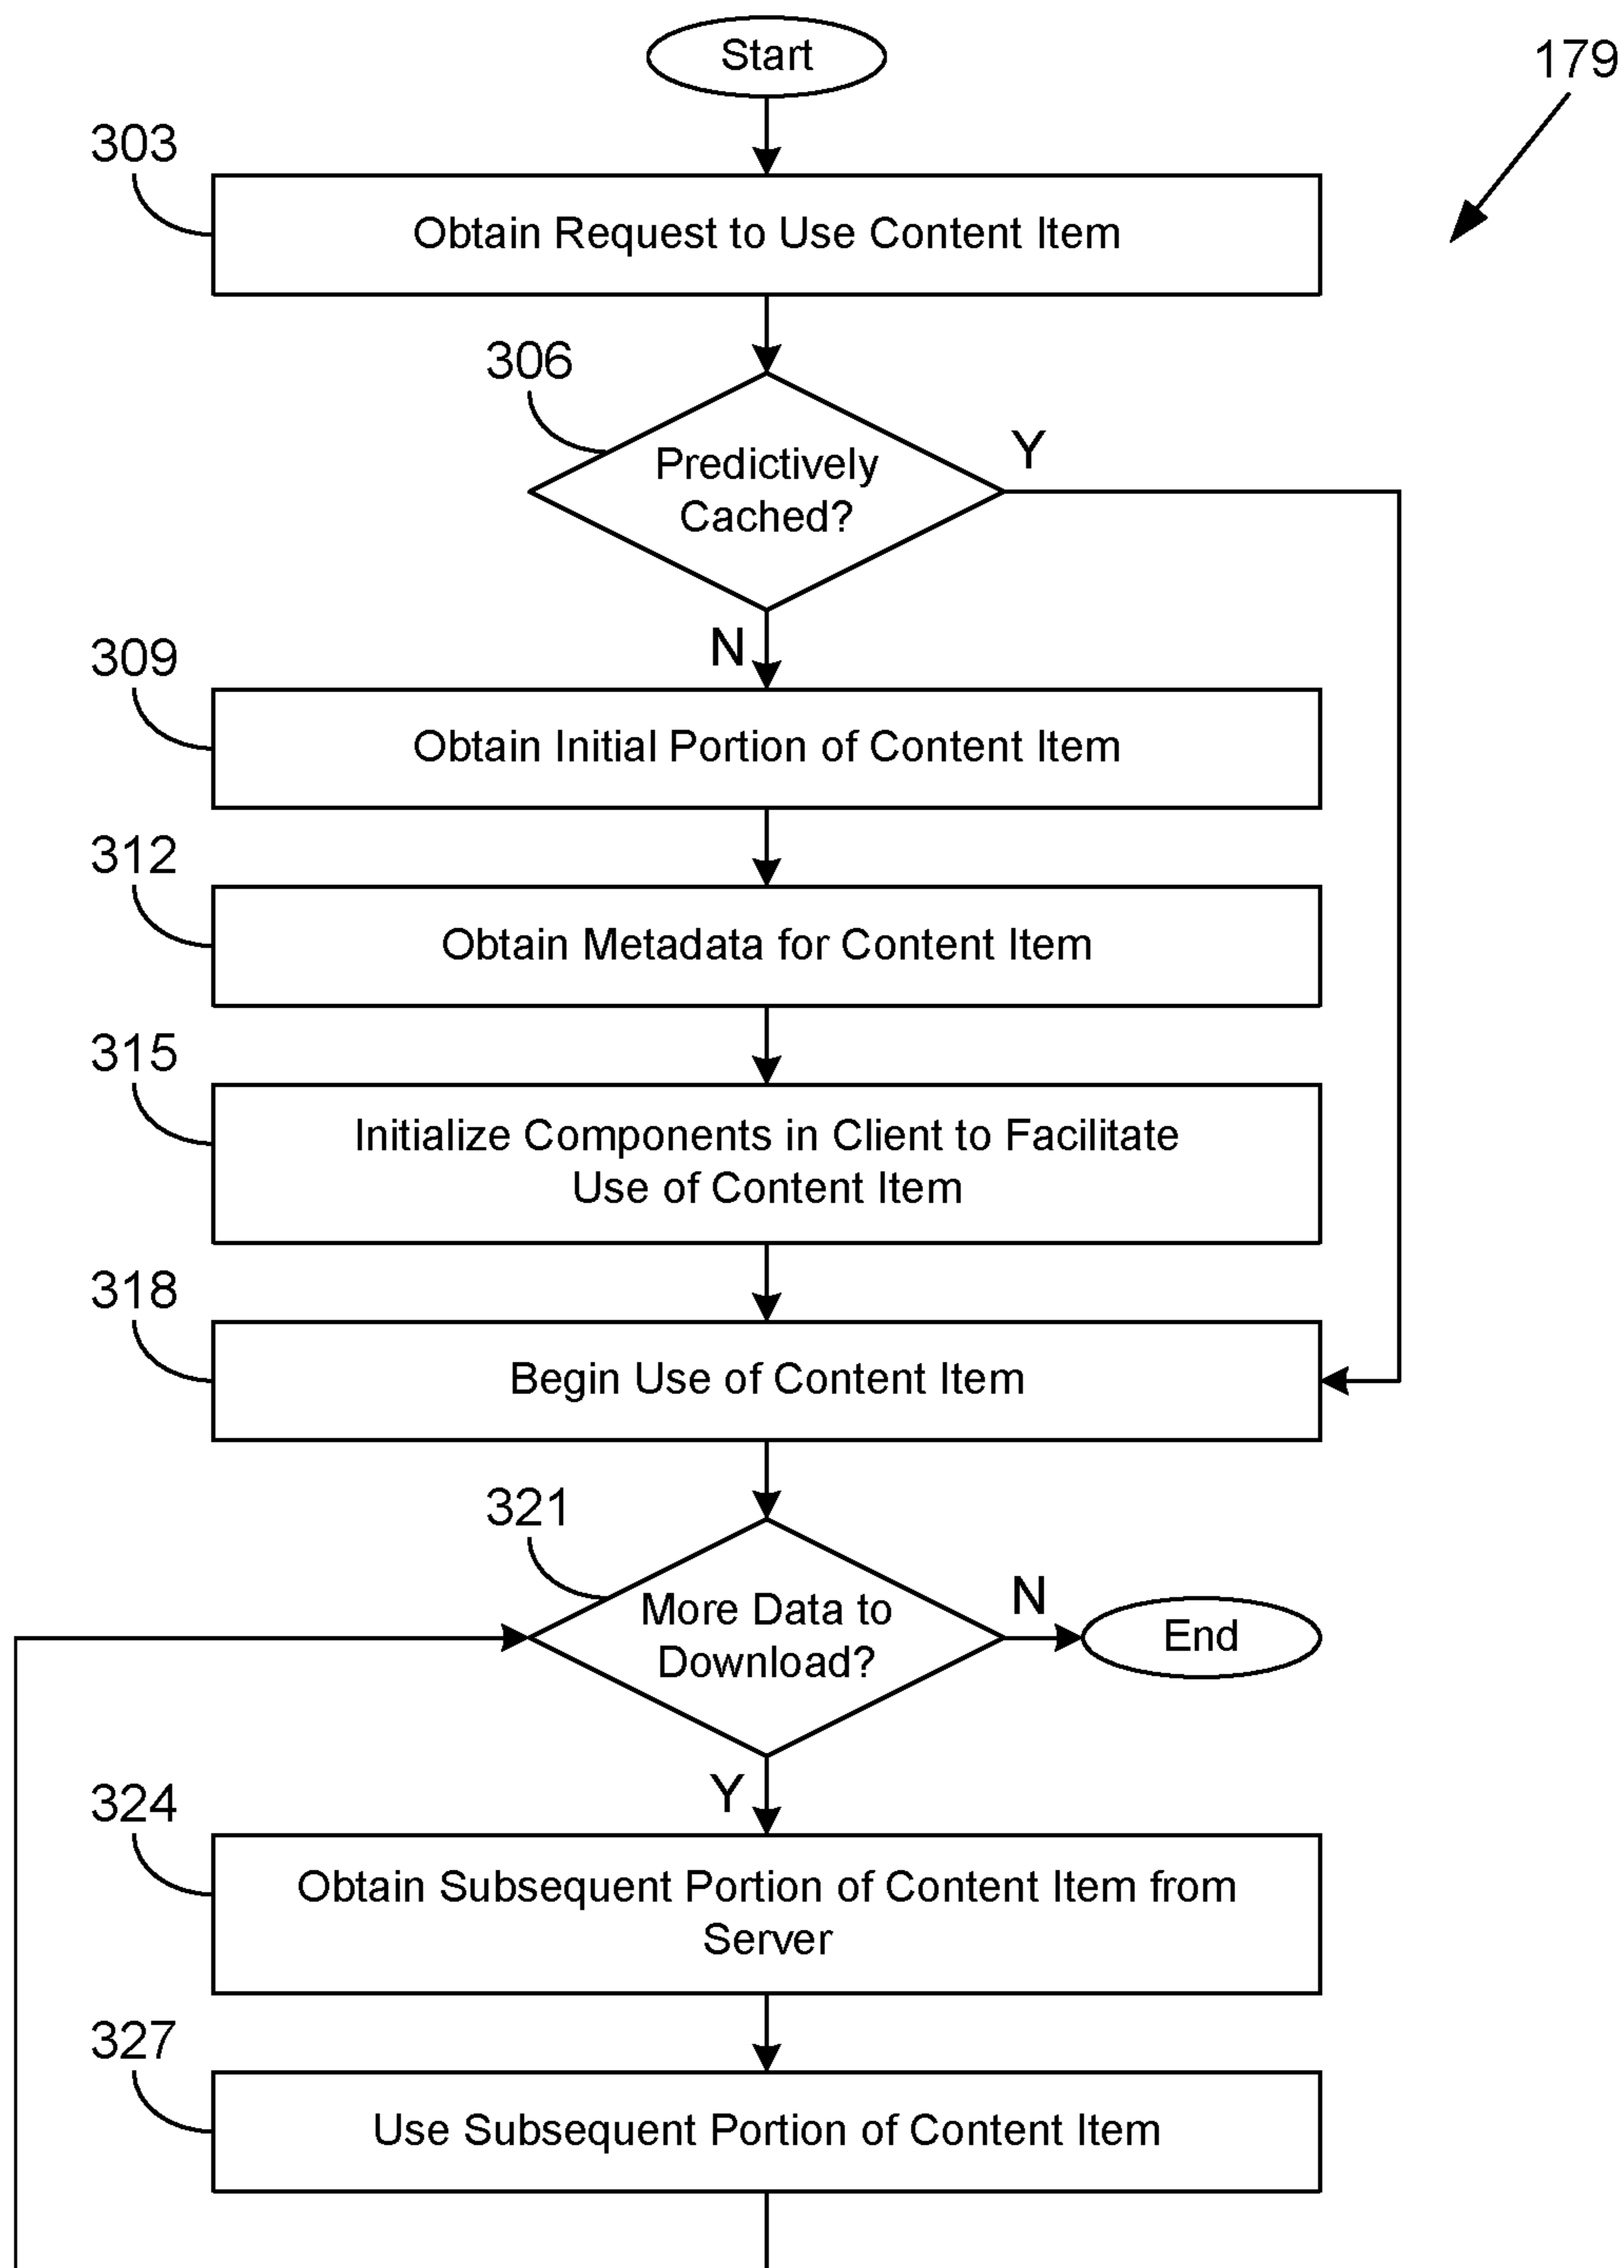 Start
179
303
Obtain Request to Use Content Item
306
Y
Predictively
Cached?
N
309
Obtain Initial Portion of Content Item
312
Obtain Metadata for Content Item
315
Initialize Components in Client to Facilitate
Use of Content Item
318
Begin Use of Content Item
321
N
More Data to
Download?
End
Y
324
Obtain Subsequent Portion of Content Item from
Server
327
Use Subsequent Portion of Content Item